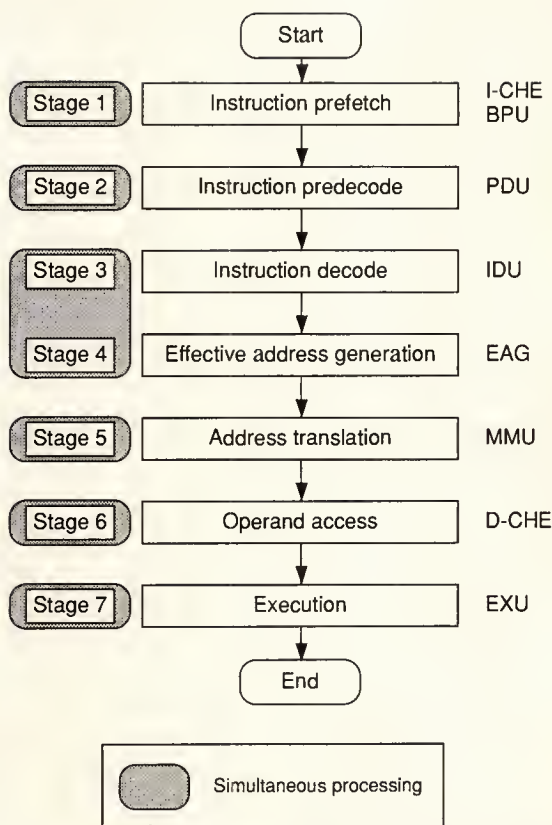 Start
Stage 1
Instruction prefetch
I-CHE
BPU
Stage 2
Instruction predecode
PDU
Stage 3
Instruction decode
IDU
Stage 4
Effective address generation
EAG
Stage 5
Address translation
MMU
Stage 6
Operand access
D-CHE
Stage 7
Execution
EXU
End
Simultaneous processing